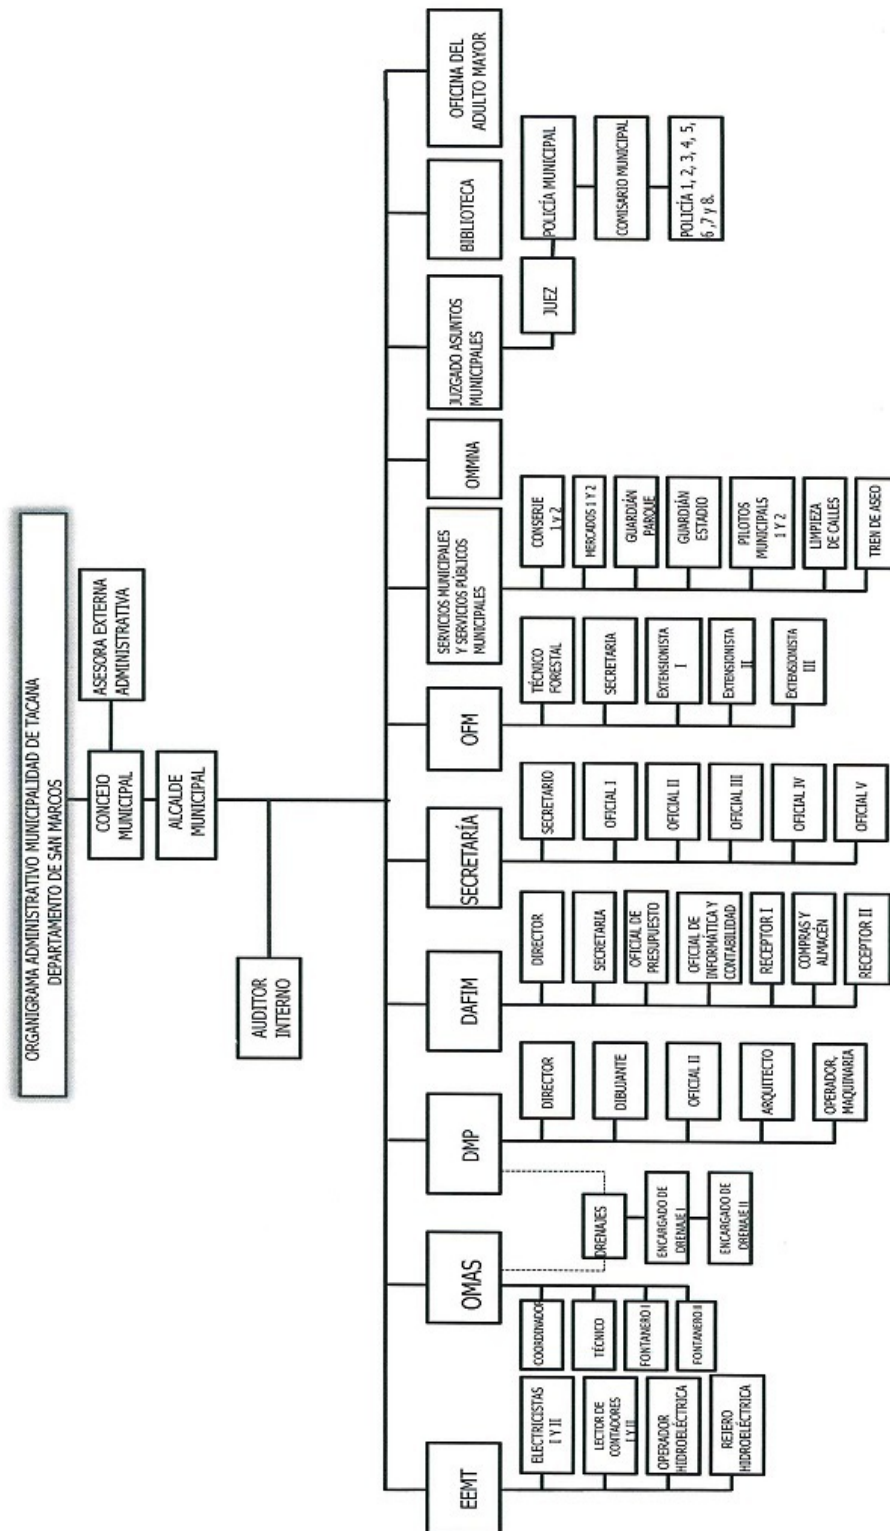 ORGANIGRAMA ADMINISTRATIVO MUNICIPALIDAD DE TACANA
DEPARTAMENTO DE SAN MARCOS
CONCEJO
MUNICIPAL
ASESORA EXTERNA
ADMINISTRATIVA
ALCALDE
MUNICIPAL
AUDITOR
INTERNO
EEMT
ELECTRICISTAS
I Y II
LECTOR DE
CONTADORES
I Y II
OPERADOR
HIDROELÉCTRICA
REJERO
HIDROELÉCTRICA
OMAS
COORDINADOR
TÉCNICO
FONTANERO I
FONTANERO II
DRENAJES
ENCARGADO DE
DRENAJE I
ENCARGADO DE
DRENAJE II
DMP
DIRECTOR
DIBUJANTE
OFICIAL II
ARQUITECTO
OPERADOR,
MAQUINARIA
DAFIM
DIRECTOR
SECRETARIA
OFICIAL DE
PRESUPUESTO
OFICIAL DE
INFORMÁTICA Y
CONTABILIDAD
RECEPTOR I
COMPRAS Y
ALMACÉN
RECEPTOR II
SECRETARÍA
SECRETARIO
OFICIAL I
OFICIAL II
OFICIAL III
OFICIAL IV
OFICIAL V
OFM
TÉCNICO
FORESTAL
SECRETARIA
EXTENSIONISTA
I
EXTENSIONISTA
II
EXTENSIONISTA
III
SERVICIOS MUNICIPALES
Y SERVICIOS PÚBLICOS
MUNICIPALES
CONSERJE
1 y 2
MERCADOS 1 Y 2
GUARDIÁN
PARQUE
GUARDIÁN
ESTADIO
PILOTOS
MUNICIPALS
1 Y 2
LIMPIEZA
DE CALLES
TREN DE ASEO
OMMNA
JUZGADO ASUNTOS
MUNICIPALES
JUEZ
POLICÍA MUNICIPAL
COMISARIO MUNICIPAL
POLICÍA 1, 2, 3, 4, 5,
6 ,7 y 8.
BIBLIOTECA
OFICINA DEL
ADULTO MAYOR